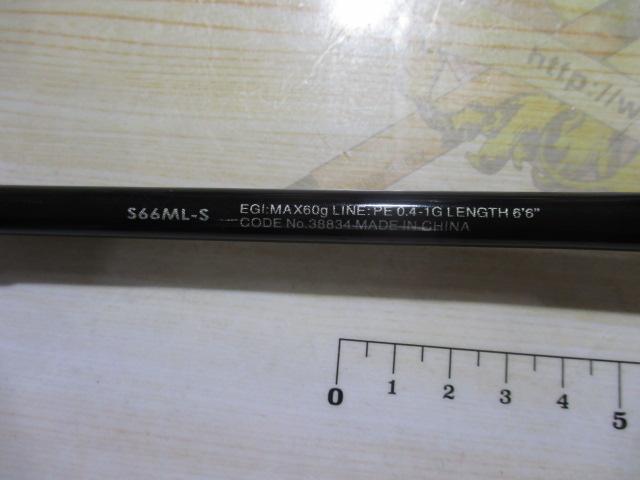 http://w
S66ML-S EGI:MAX60g LINE:PE 0.4-1G LENGTH 6'6"
CODE No.38834 MADE IN CHINA
0 1 2 3 4 5